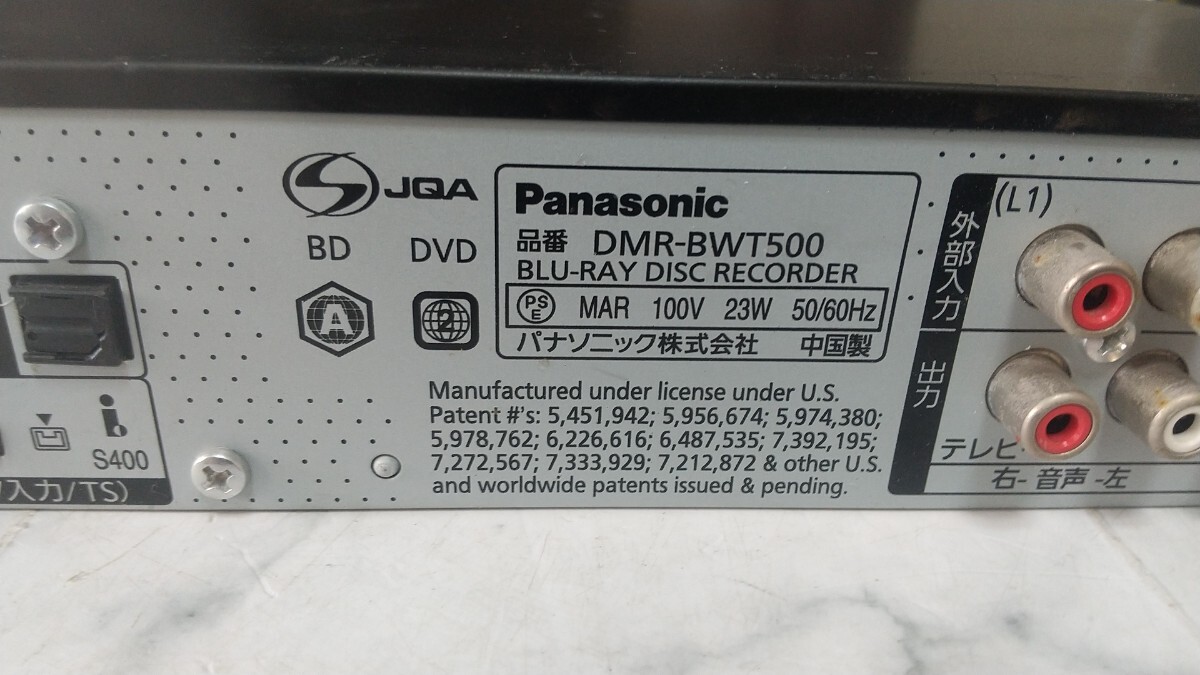 JQA
BD DVD
A 2
Panasonic
品番 DMR-BWT500
BLU-RAY DISC RECORDER
PSE MAR 100V 23W 50/60Hz
パナソニック株式会社 中国製
Manufactured under license under U.S.
Patent #'s: 5,451,942; 5,956,674; 5,974,380;
5,978,762; 6,226,616; 6,487,535; 7,392,195;
7,272,567; 7,333,929; 7,212,872 & other U.S.
and worldwide patents issued & pending.
i
S400
入力/TS)
(L1)
外部入力
出力
テレビ
右-音声-左